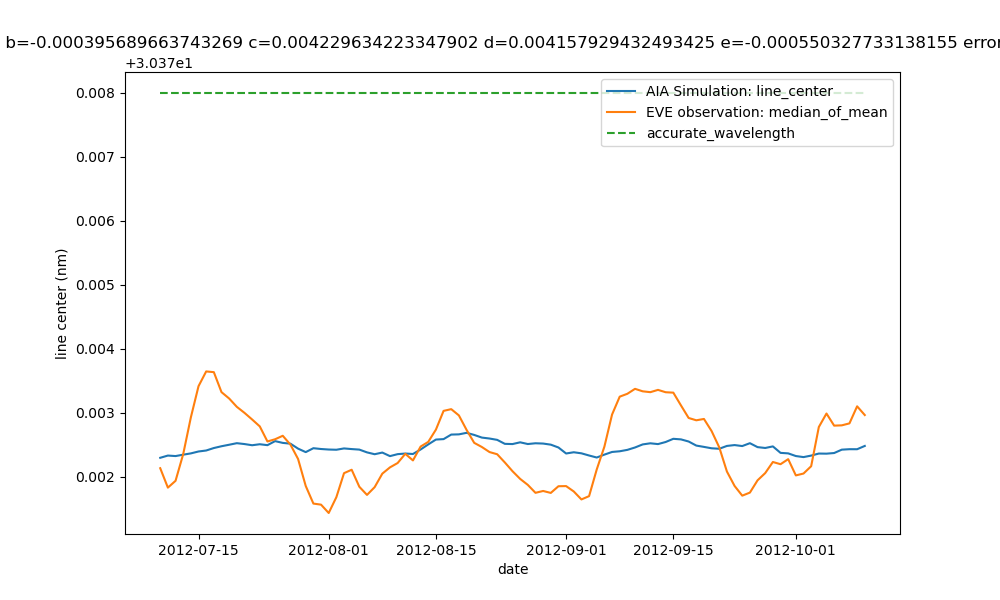 b=-0.000395689663743269 c=0.004229634223347902 d=0.004157929432493425 e=-0.000550327733138155 error
+3.037e1
0.008
0.007
0.006
0.005
0.004
0.003
0.002
line center (nm)
AIA Simulation: line_center
EVE observation: median_of_mean
accurate_wavelength
2012-07-15
2012-08-01
2012-08-15
2012-09-01
2012-09-15
2012-10-01
date